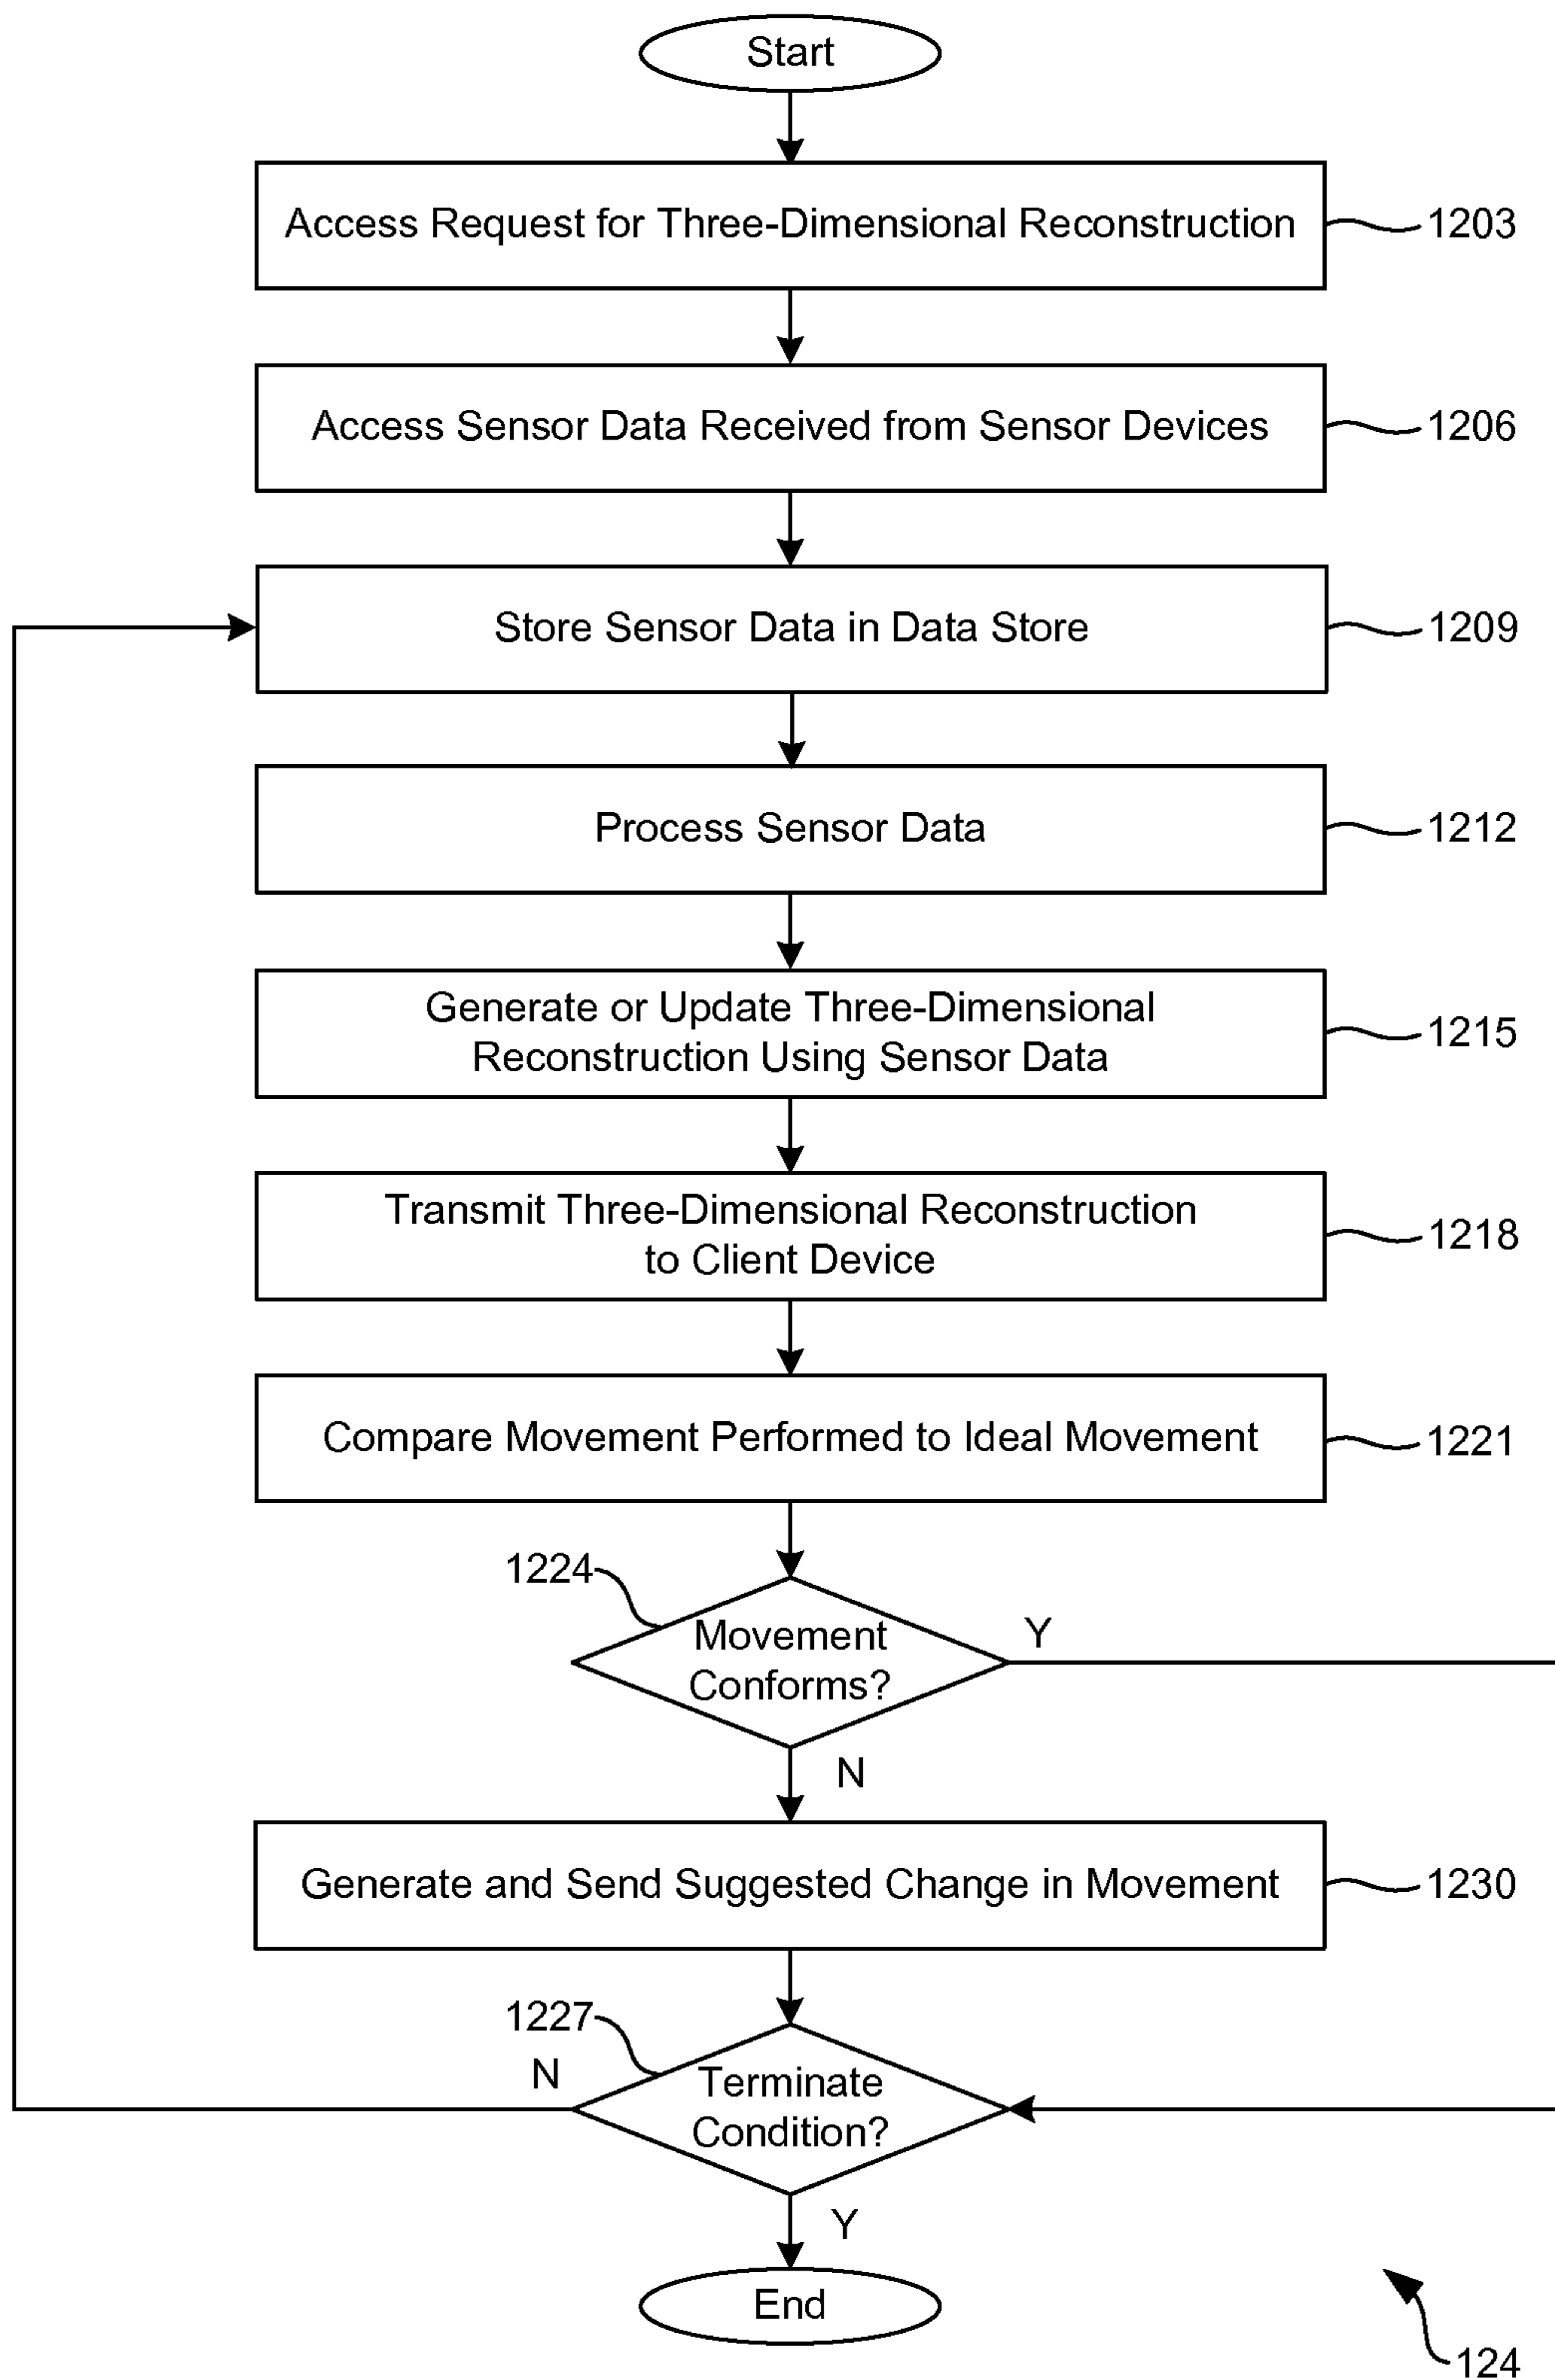 Start
Access Request for Three-Dimensional Reconstruction
1203
Access Sensor Data Received from Sensor Devices
1206
Store Sensor Data in Data Store
1209
Process Sensor Data
1212
Generate or Update Three-Dimensional
Reconstruction Using Sensor Data
1215
Transmit Three-Dimensional Reconstruction
to Client Device
1218
Compare Movement Performed to Ideal Movement
1221
1224
Movement
Conforms?
Y
N
Generate and Send Suggested Change in Movement
1230
1227
N
Terminate
Condition?
Y
End
124